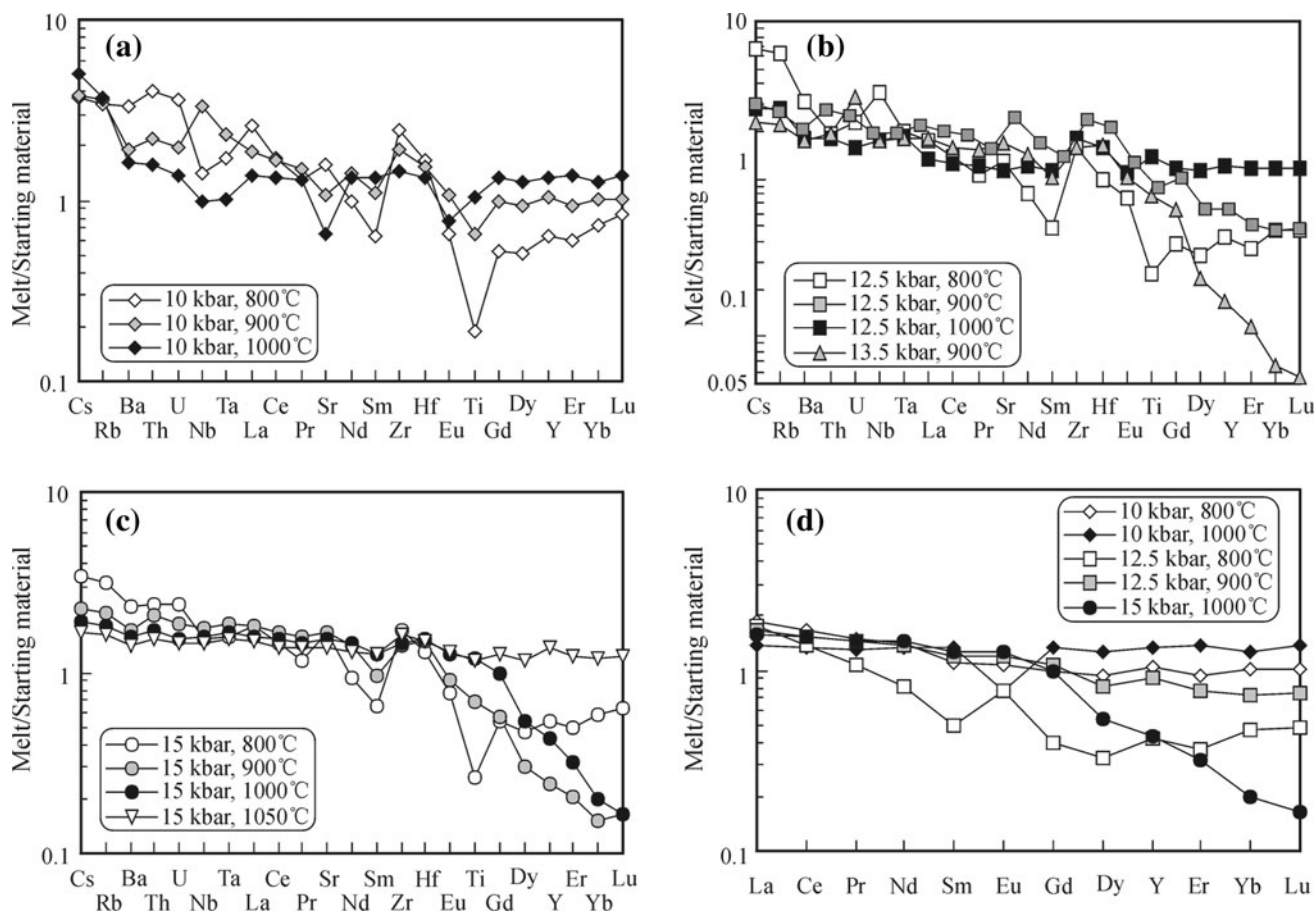 (a)
10
1
0.1
Melt/Starting material
10 kbar, 800℃
10 kbar, 900℃
10 kbar, 1000℃
Cs Ba U Ta Ce Sr Sm Hf Ti Dy Er Lu
Rb Th Nb La Pr Nd Zr Eu Gd Y Yb
(b)
10
1
0.1
0.05
Melt/Starting material
12.5 kbar, 800℃
12.5 kbar, 900℃
12.5 kbar, 1000℃
13.5 kbar, 900℃
Cs Ba U Ta Ce Sr Sm Hf Ti Dy Er Lu
Rb Th Nb La Pr Nd Zr Eu Gd Y Yb
(c)
10
1
0.1
Melt/Starting material
15 kbar, 800℃
15 kbar, 900℃
15 kbar, 1000℃
15 kbar, 1050℃
Cs Ba U Ta Ce Sr Sm Hf Ti Dy Er Lu
Rb Th Nb La Pr Nd Zr Eu Gd Y Yb
(d)
10
1
0.1
Melt/Starting material
10 kbar, 800℃
10 kbar, 1000℃
12.5 kbar, 800℃
12.5 kbar, 900℃
15 kbar, 1000℃
La Ce Pr Nd Sm Eu Gd Dy Y Er Yb Lu